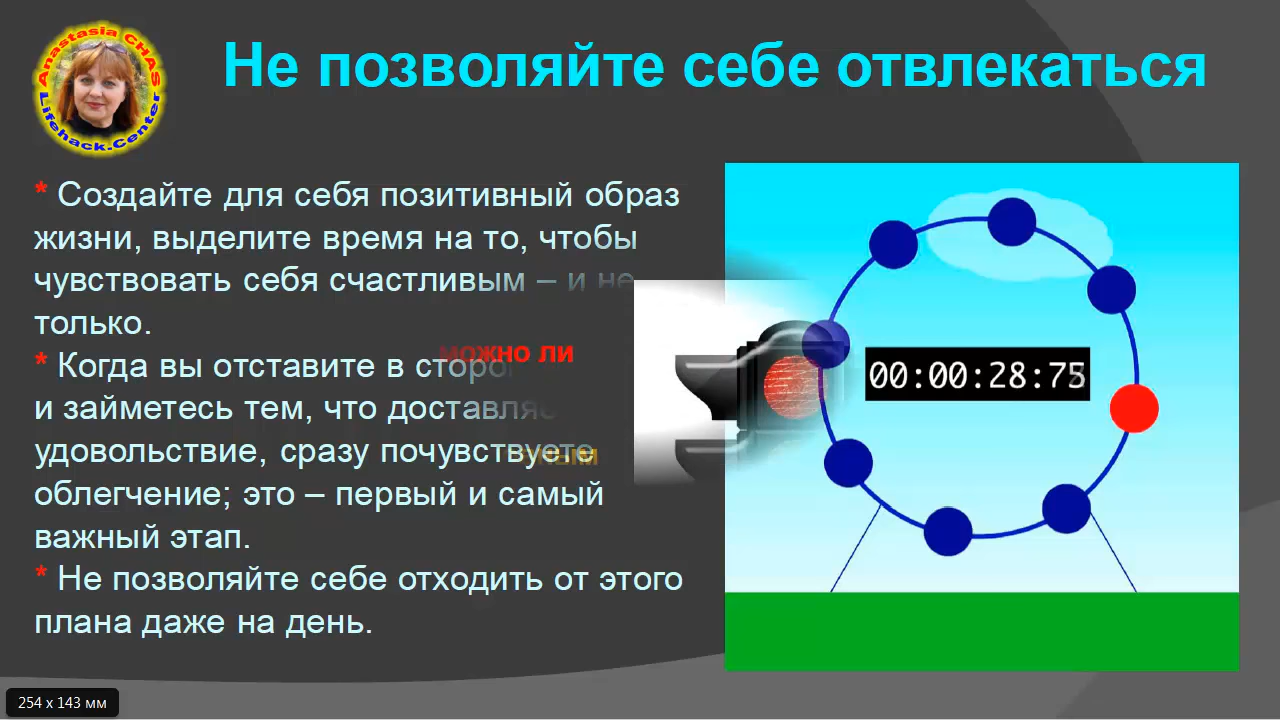 Anastasia CHAS
Lifehack.Center
Не позволяйте себе отвлекаться
* Создайте для себя позитивный образ
жизни, выделите время на то, чтобы
чувствовать себя счастливым – и не
только.
* Когда вы отставите в
можно ли
и займетесь тем, что
удовольствие, сразу почувствуете
облегчение; это – первый и самый
важный этап.
* Не позволяйте себе отходить от этого
плана даже на день.
00:00:28:75
254 x 143 мм